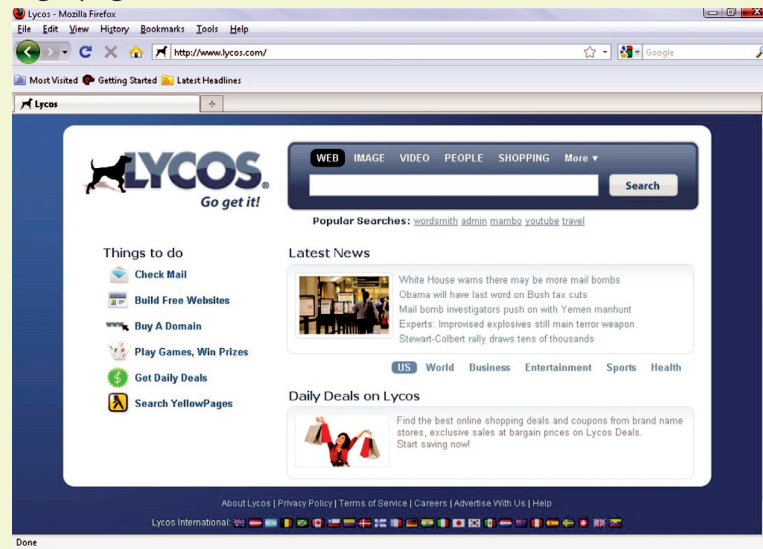 Lycos - Mozilla Firefox
File Edit View History Bookmarks Tools Help
http://www.lycos.com/
Google
Most Visited Getting Started Latest Headlines
Lycos
LYCOS®
Go get it!
WEB IMAGE VIDEO PEOPLE SHOPPING More ▾
Search
Popular Searches: wordsmith admin mambo youtube travel
Things to do
Check Mail
Build Free Websites
www. Buy A Domain
Play Games, Win Prizes
$ Get Daily Deals
Search YellowPages
Latest News
White House warns there may be more mail bombs
Obama will have last word on Bush tax cuts
Mail bomb investigators push on with Yemen manhunt
Experts: Improvised explosives still main terror weapon
Stewart-Colbert rally draws tens of thousands
US World Business Entertainment Sports Health
Daily Deals on Lycos
Find the best online shopping deals and coupons from brand name
stores, exclusive sales at bargain prices on Lycos Deals.
Start saving now!
About Lycos | Privacy Policy | Terms of Service | Careers | Advertise With Us | Help
Lycos International:
Done